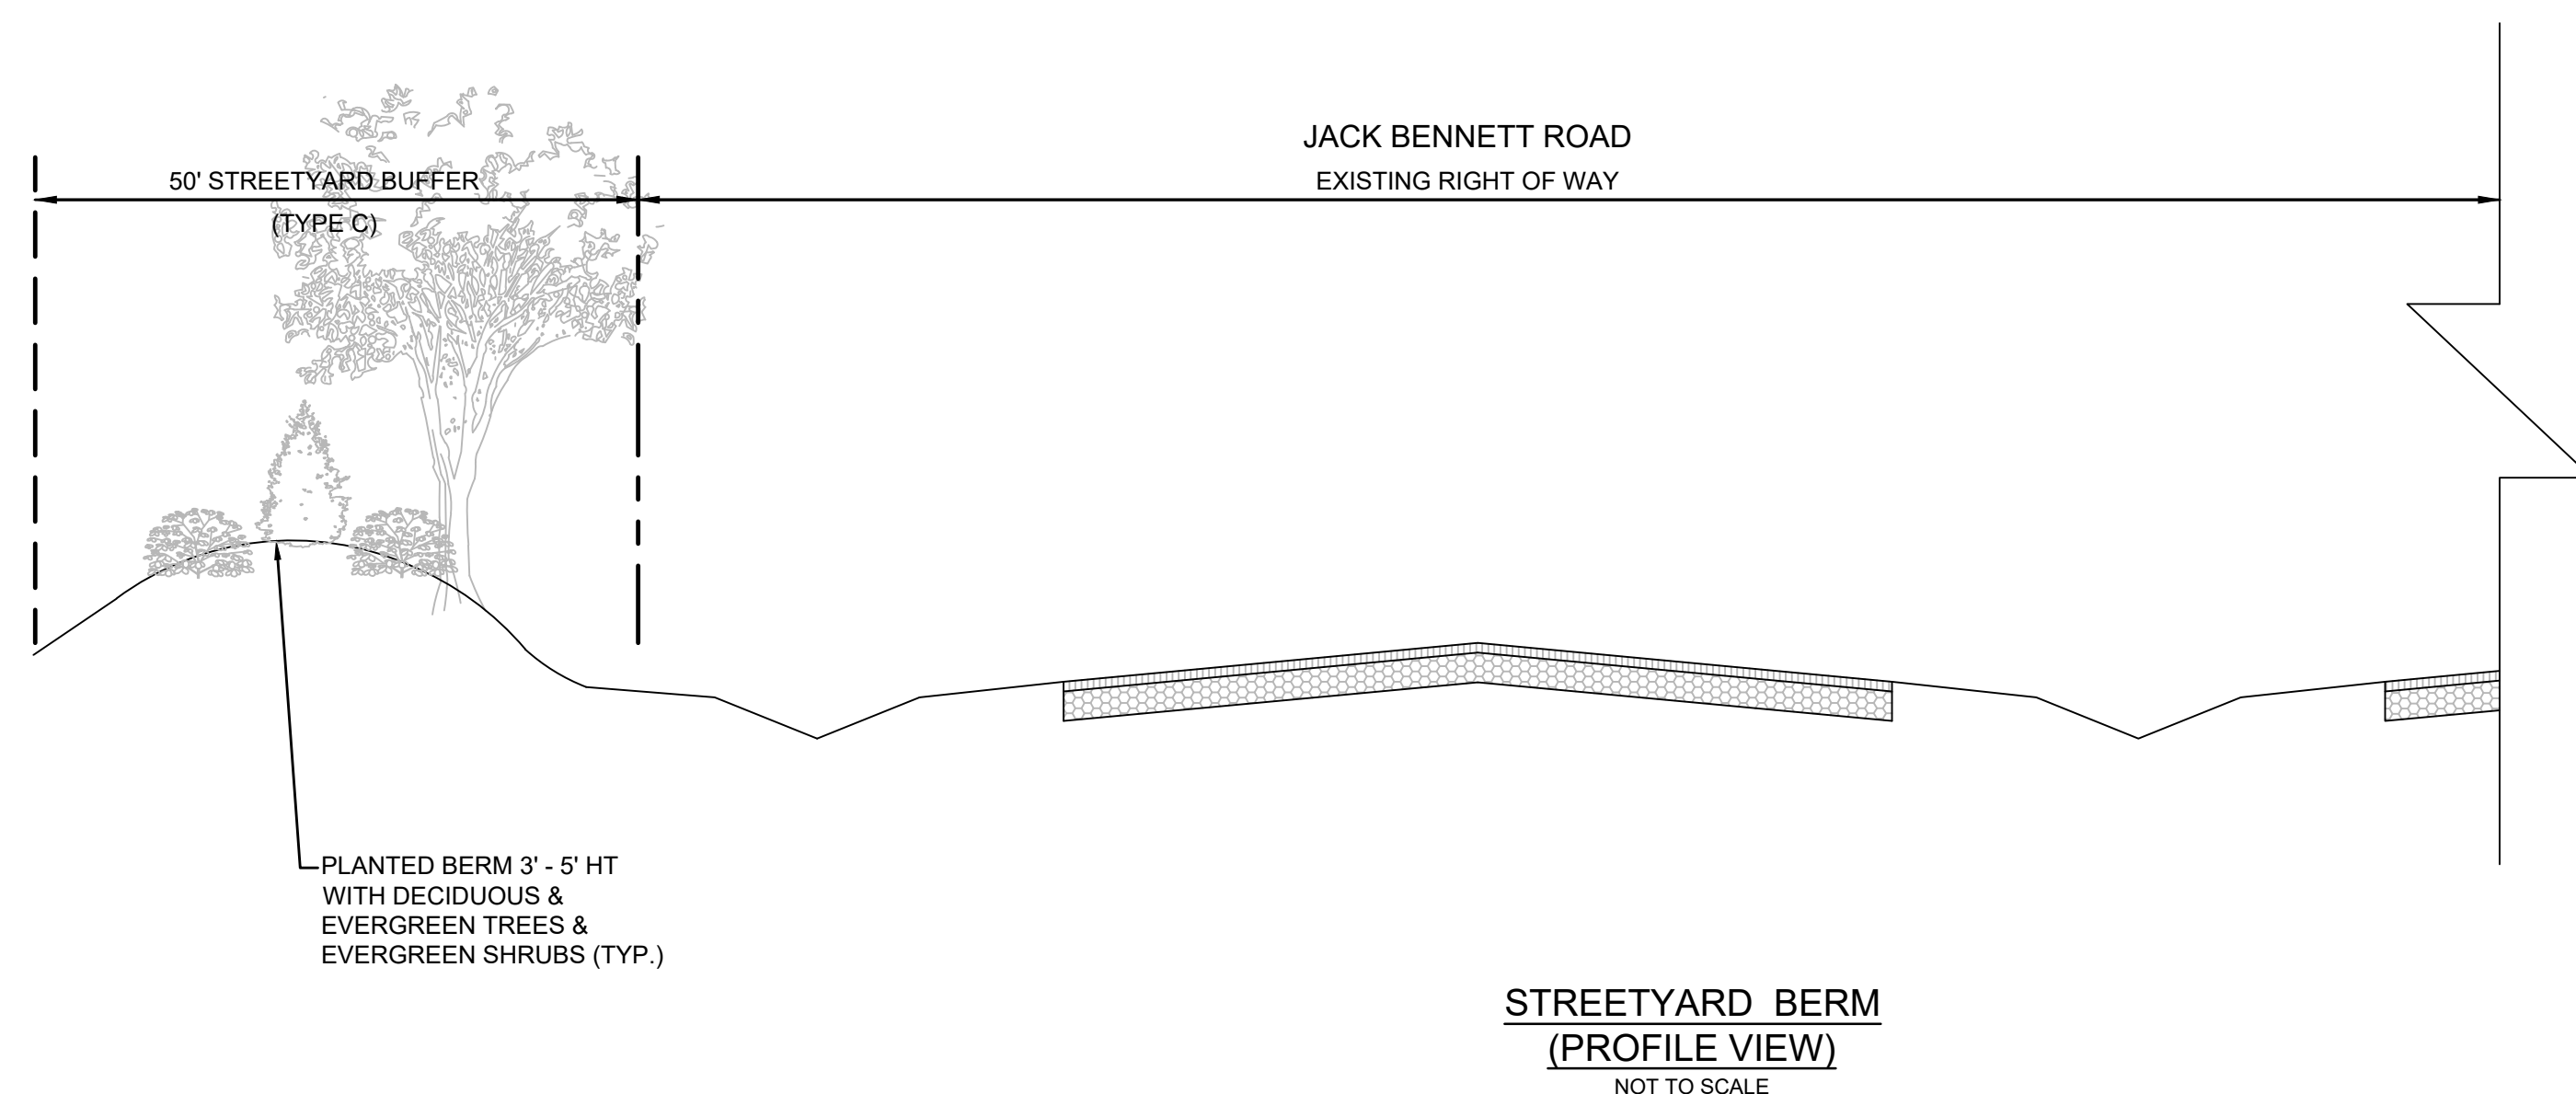 JACK BENNETT ROAD
50' STREETYARD BUFFER
(TYPE C)
EXISTING RIGHT OF WAY
PLANTED BERM 3' - 5' HT
WITH DECIDUOUS &
EVERGREEN TREES &
EVERGREEN SHRUBS (TYP.)
STREETYARD BERM
(PROFILE VIEW)
NOT TO SCALE